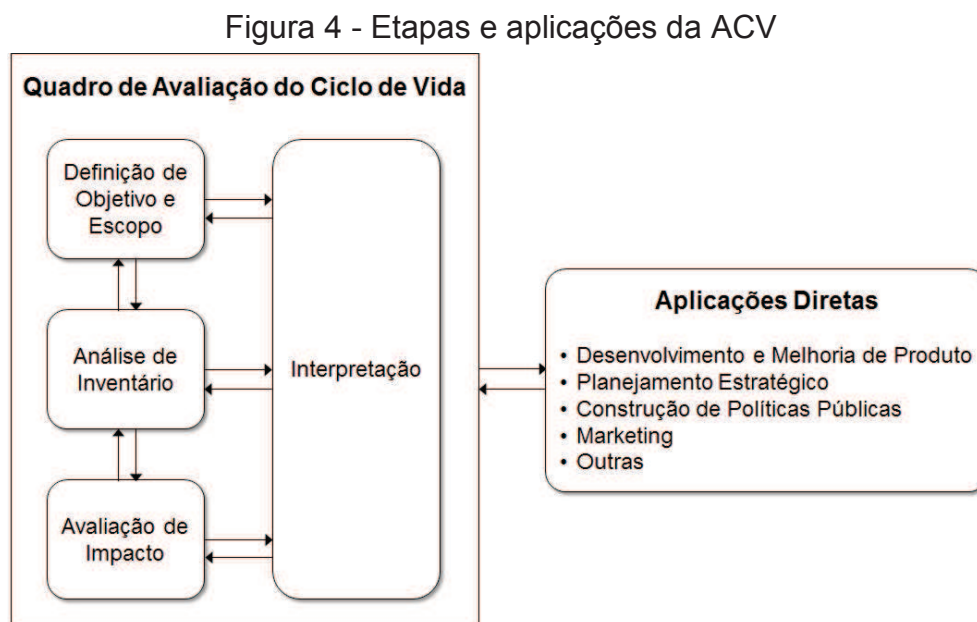 Figura 4 - Etapas e aplicações da ACV
Quadro de Avaliação do Ciclo de Vida
Definição de
Objetivo e
Escopo
Análise de
Inventário
Avaliação de
Impacto
Interpretação
Aplicações Diretas
• Desenvolvimento e Melhoria de Produto
• Planejamento Estratégico
• Construção de Políticas Públicas
• Marketing
• Outras